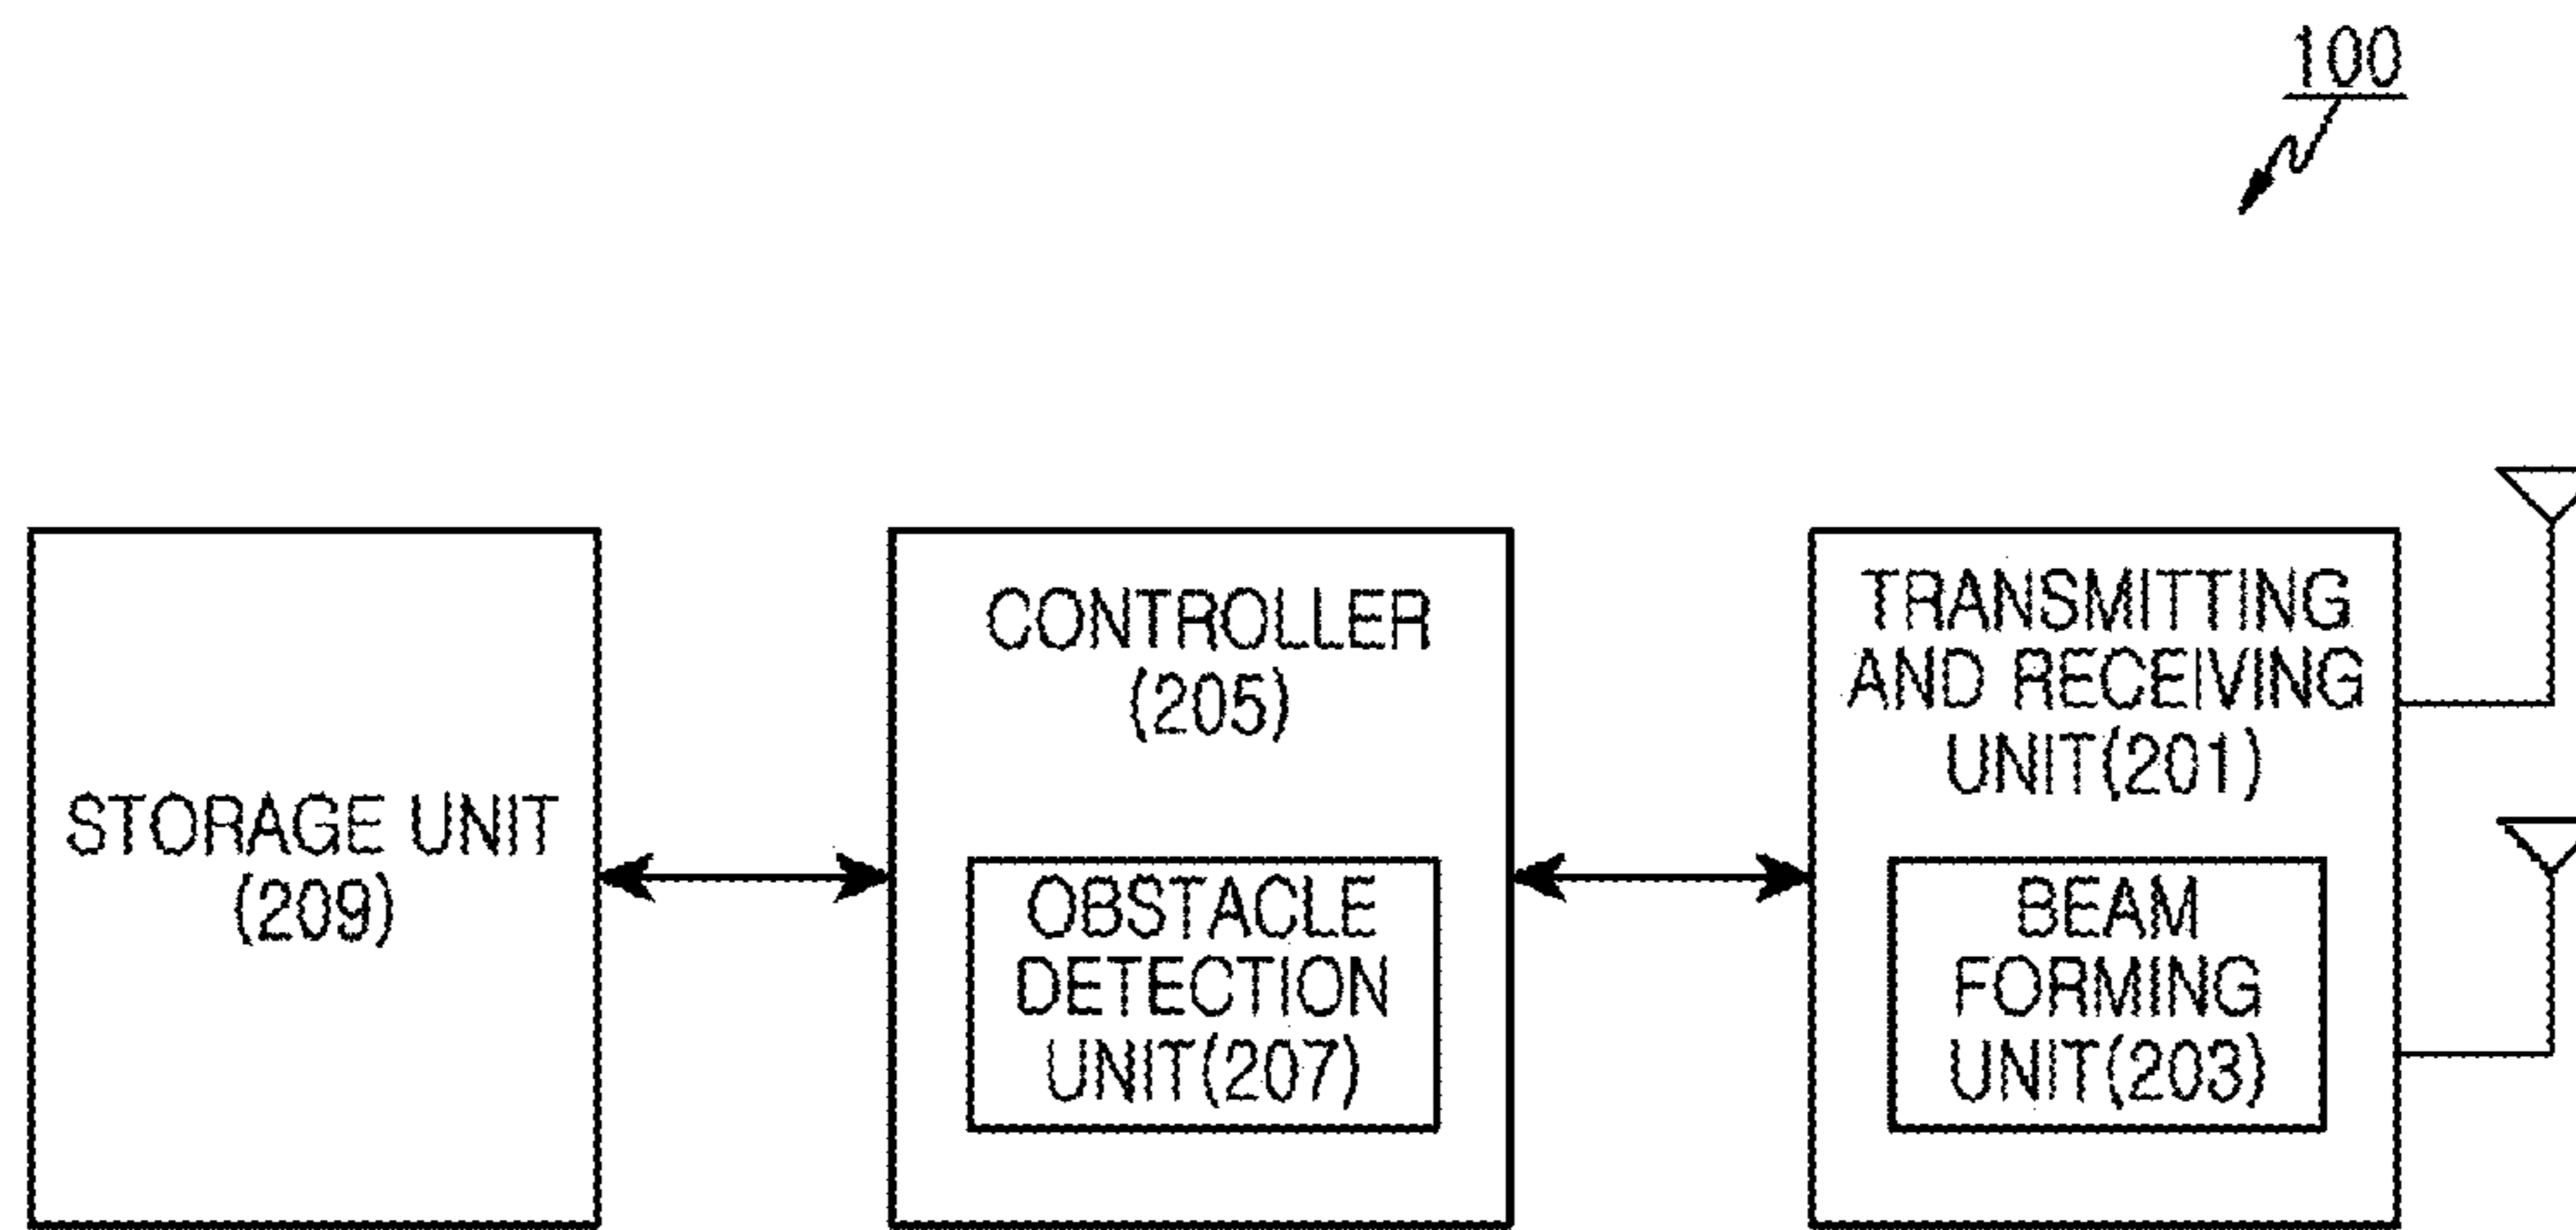 100
STORAGE UNIT
(209)
CONTROLLER
(205)
OBSTACLE
DETECTION
UNIT(207)
TRANSMITTING
AND RECEIVING
UNIT(201)
BEAM
FORMING
UNIT(203)